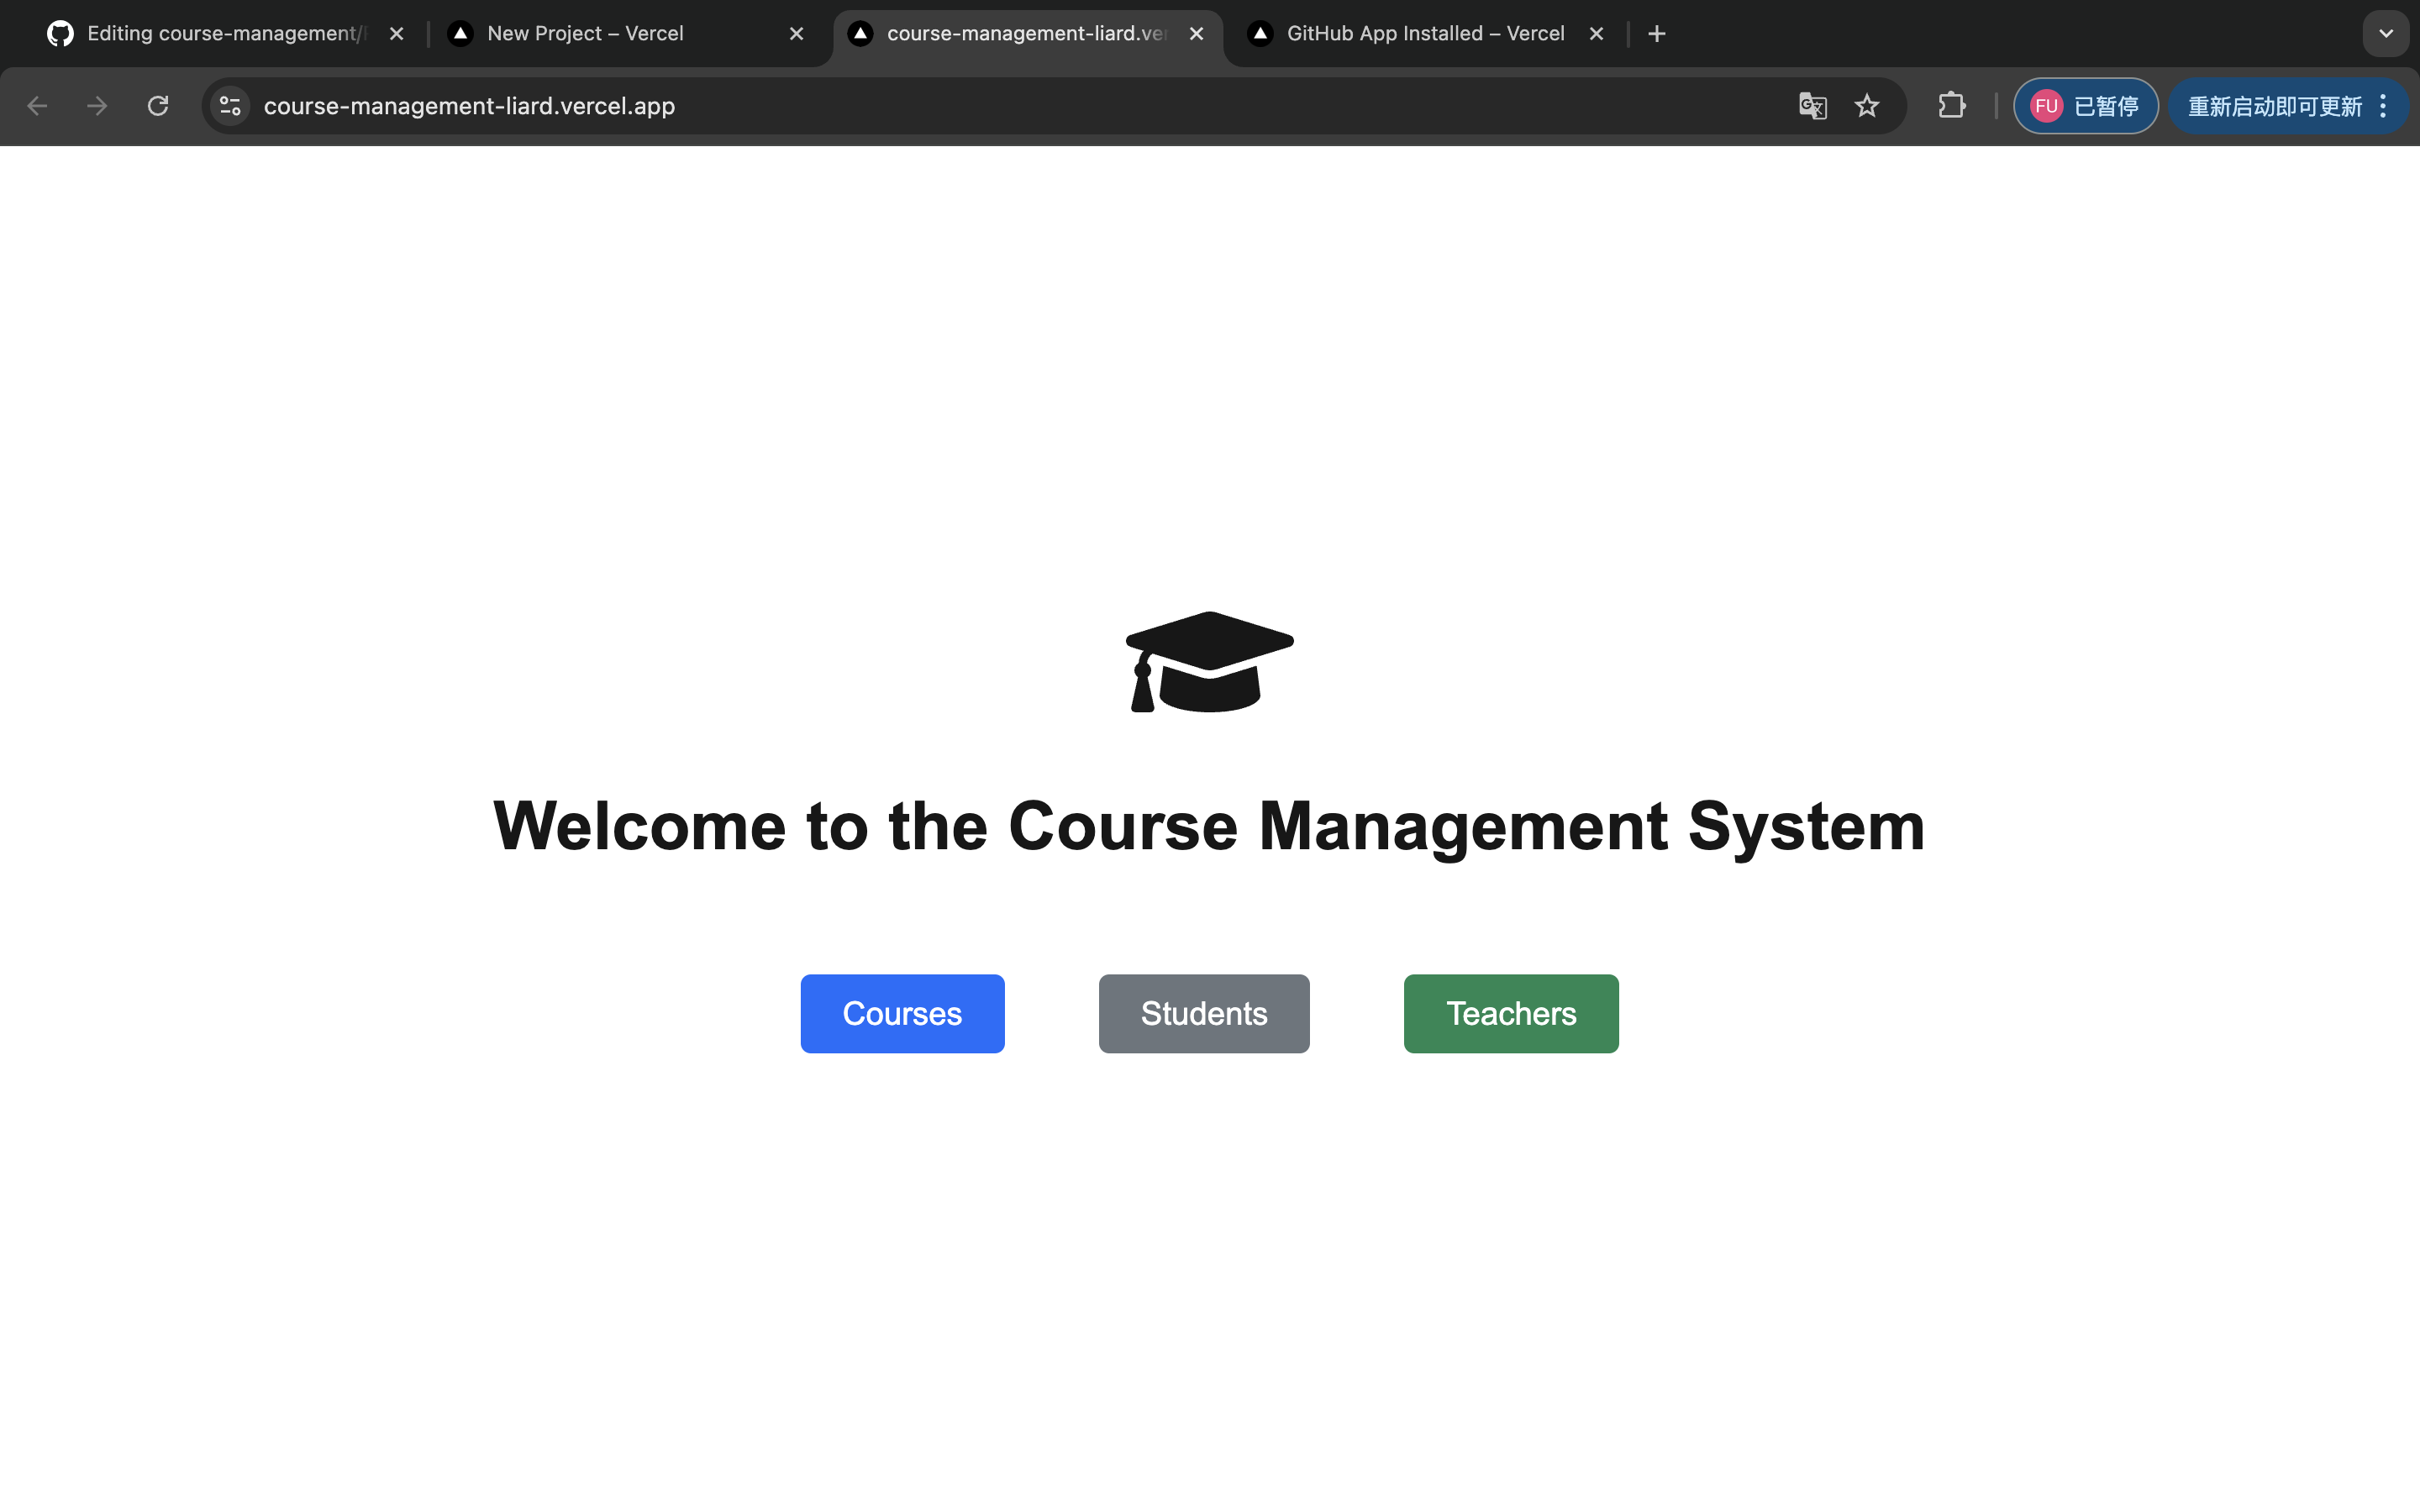 Editing course-management/
New Project – Vercel
course-management-liard.ve
GitHub App Installed – Vercel
course-management-liard.vercel.app
FU
已暂停
重新启动即可更新
Welcome to the Course Management System
Courses
Students
Teachers